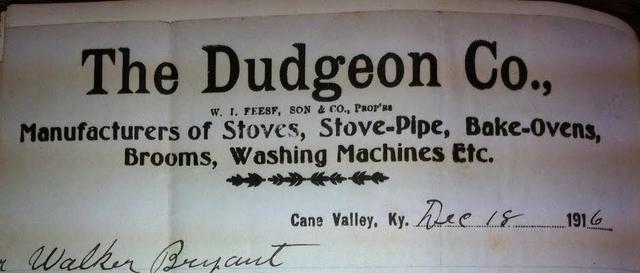 The Dudgeon Co.,
W. I. FEESE, SON & CO., PROP'RS
Manufacturers of Stoves, Stove-Pipe, Bake-Ovens,
Brooms, Washing Machines Etc.
Cane Valley, Ky. Dec 18 1916
Walker Bryant